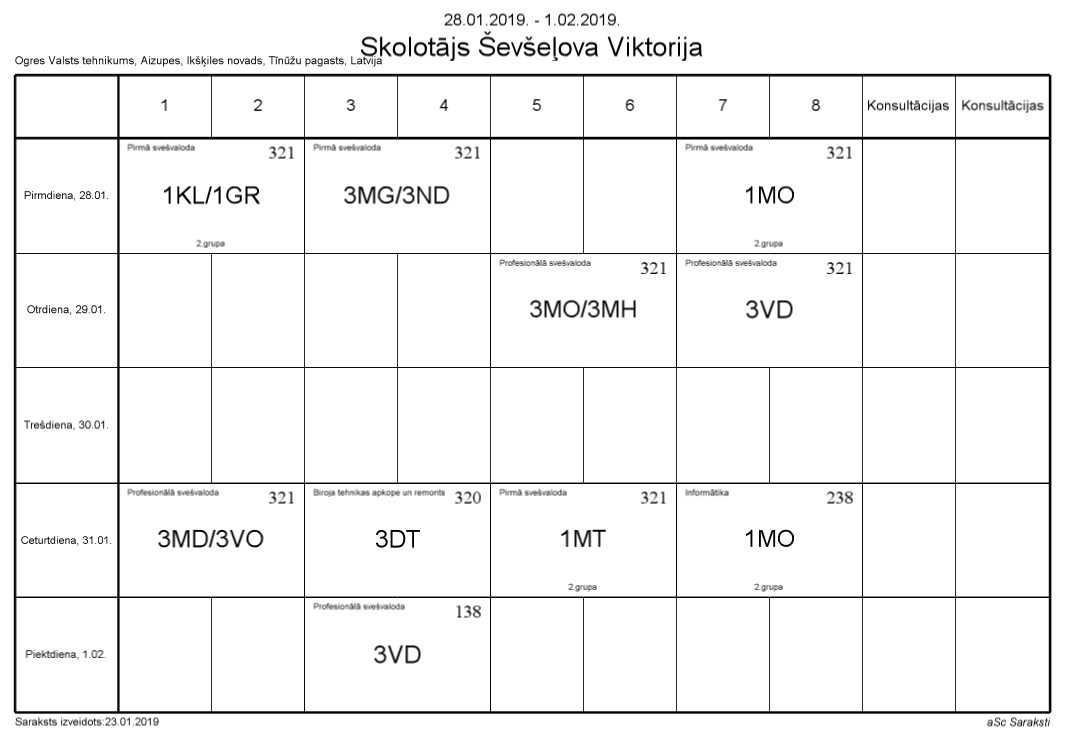 28.01.2019. - 1.02.2019.
Skolotājs Ševšeļova Viktorija
Ogres Valsts tehnikums, Aizupes, Ikšķiles novads, Tīnūžu pagasts, Latvija
1 2 3 4 5 6 7 8 Konsultācijas Konsultācijas
Pirmā svešvaloda 321 Pirmā svešvaloda 321 Pirmā svešvaloda 321
Pirmdiena, 28.01. 1KL/1GR 3MG/3ND 1MO
2.grupa 2.grupa
Profesionālā svešvaloda 321 Profesionālā svešvaloda 321
Otrdiena, 29.01. 3MO/3MH 3VD
Trešdiena, 30.01.
Profesionālā svešvaloda 321 Biroja tehnikas apkope un remonts 320 Pirmā svešvaloda 321 Informātika 238
Ceturtdiena, 31.01. 3MD/3VO 3DT 1MT 1MO
2.grupa 2.grupa
Profesionālā svešvaloda 138
Piektdiena, 1.02. 3VD
Saraksts izveidots:23.01.2019 aSc Saraksti